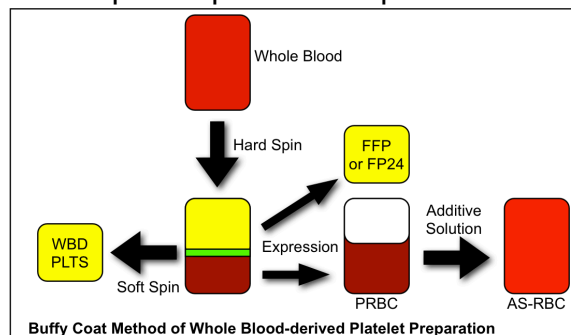 Whole Blood
Hard Spin
FFP
or FP24
WBD
PLTS
Soft Spin
Expression
PRBC
Additive
Solution
AS-RBC
Buffy Coat Method of Whole Blood-derived Platelet Preparation